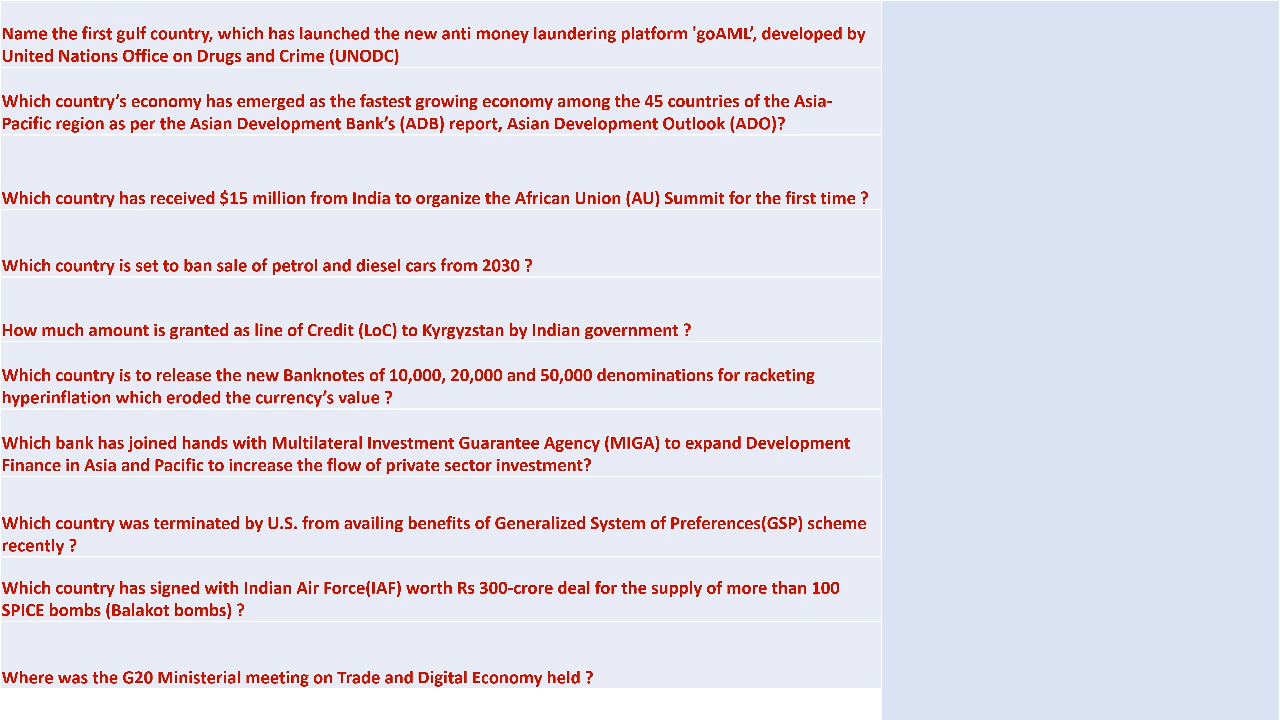 Name the first gulf country, which has launched the new anti money laundering platform 'goAML’, developed by
United Nations Office on Drugs and Crime (UNODC)
Which country’s economy has emerged as the fastest growing economy among the 45 countries of the Asia-
Pacific region as per the Asian Development Bank’s (ADB) report, Asian Development Outlook (ADO)?
Which country has received $15 million from India to organize the African Union (AU) Summit for the first time ?
Which country is set to ban sale of petrol and diesel cars from 2030 ?
How much amount is granted as line of Credit (LoC) to Kyrgyzstan by Indian government ?
Which country is to release the new Banknotes of 10,000, 20,000 and 50,000 denominations for racketing
hyperinflation which eroded the currency’s value ?
Which bank has joined hands with Multilateral Investment Guarantee Agency (MIGA) to expand Development
Finance in Asia and Pacific to increase the flow of private sector investment?
Which country was terminated by U.S. from availing benefits of Generalized System of Preferences(GSP) scheme
recently ?
Which country has signed with Indian Air Force(IAF) worth Rs 300-crore deal for the supply of more than 100
SPICE bombs (Balakot bombs) ?
Where was the G20 Ministerial meeting on Trade and Digital Economy held ?